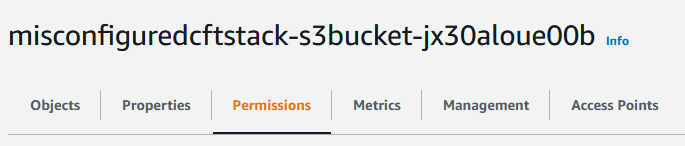 misconfiguredcftstack-s3bucket-jx30aloue00b Info
Objects Properties Permissions Metrics Management Access Points